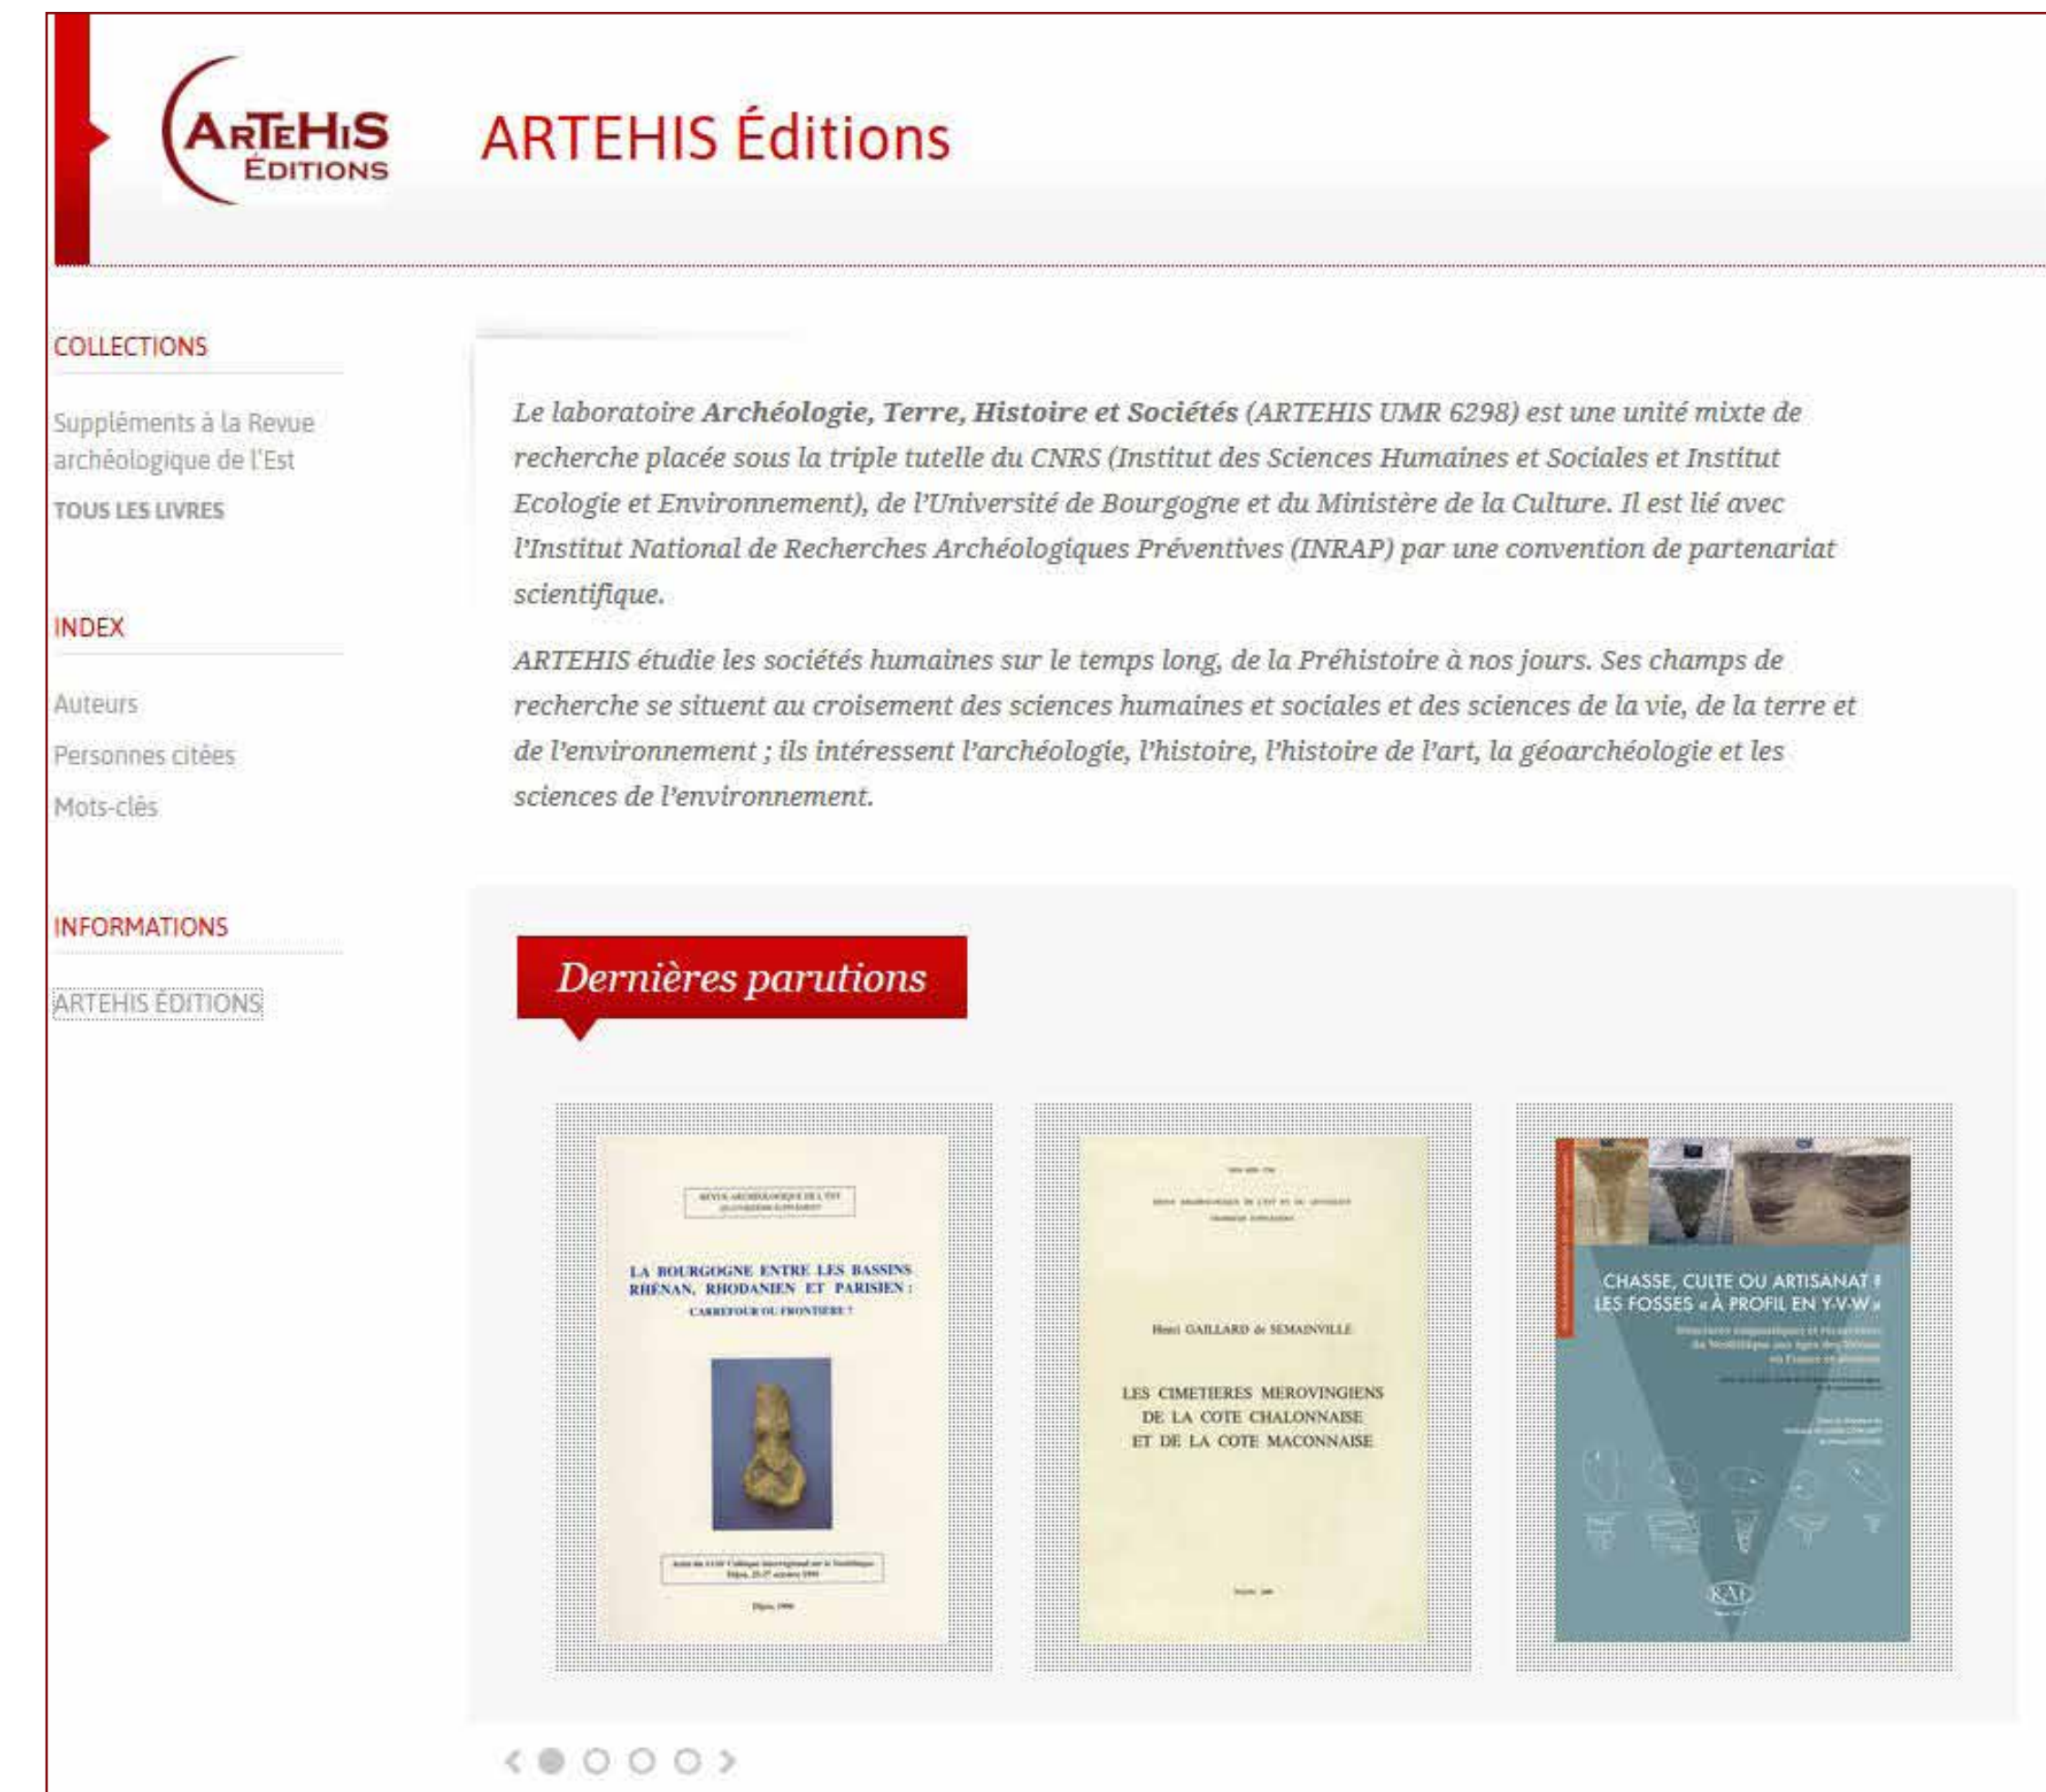 ARTEHIS
ÉDITIONS
ARTEHIS Éditions
COLLECTIONS
Suppléments à la Revue
archéologique de l'Est
TOUS LES LIVRES
INDEX
Auteurs
Personnes citées
Mots-clés
INFORMATIONS
ARTEHIS ÉDITIONS
Le laboratoire Archéologie, Terre, Histoire et Sociétés (ARTEHIS UMR 6298) est une unité mixte de
recherche placée sous la triple tutelle du CNRS (Institut des Sciences Humaines et Sociales et Institut
Ecologie et Environnement), de l'Université de Bourgogne et du Ministère de la Culture. Il est lié avec
l'Institut National de Recherches Archéologiques Préventives (INRAP) par une convention de partenariat
scientifique.
ARTEHIS étudie les sociétés humaines sur le temps long, de la Préhistoire à nos jours. Ses champs de
recherche se situent au croisement des sciences humaines et sociales et des sciences de la vie, de la terre et
de l'environnement ; ils intéressent l'archéologie, l'histoire, l'histoire de l'art, la géoarchéologie et les
sciences de l'environnement.
Dernières parutions
REVUE ARCHÉOLOGIQUE DE L'EST
LA BOURGOGNE ENTRE LES BASSINS
RHÉNAN, RHODANIEN ET PARISIEN :
CARREFOUR OU FRONTIÈRE ?
Henri GAILLARD de SEMAINVILLE
LES CIMETIERES MEROVINGIENS
DE LA COTE CHALONNAISE
ET DE LA COTE MACONNAISE
CHASSE, CULTE OU ARTISANAT ?
LES FOSSES « À PROFIL EN Y-V-W »
RAE